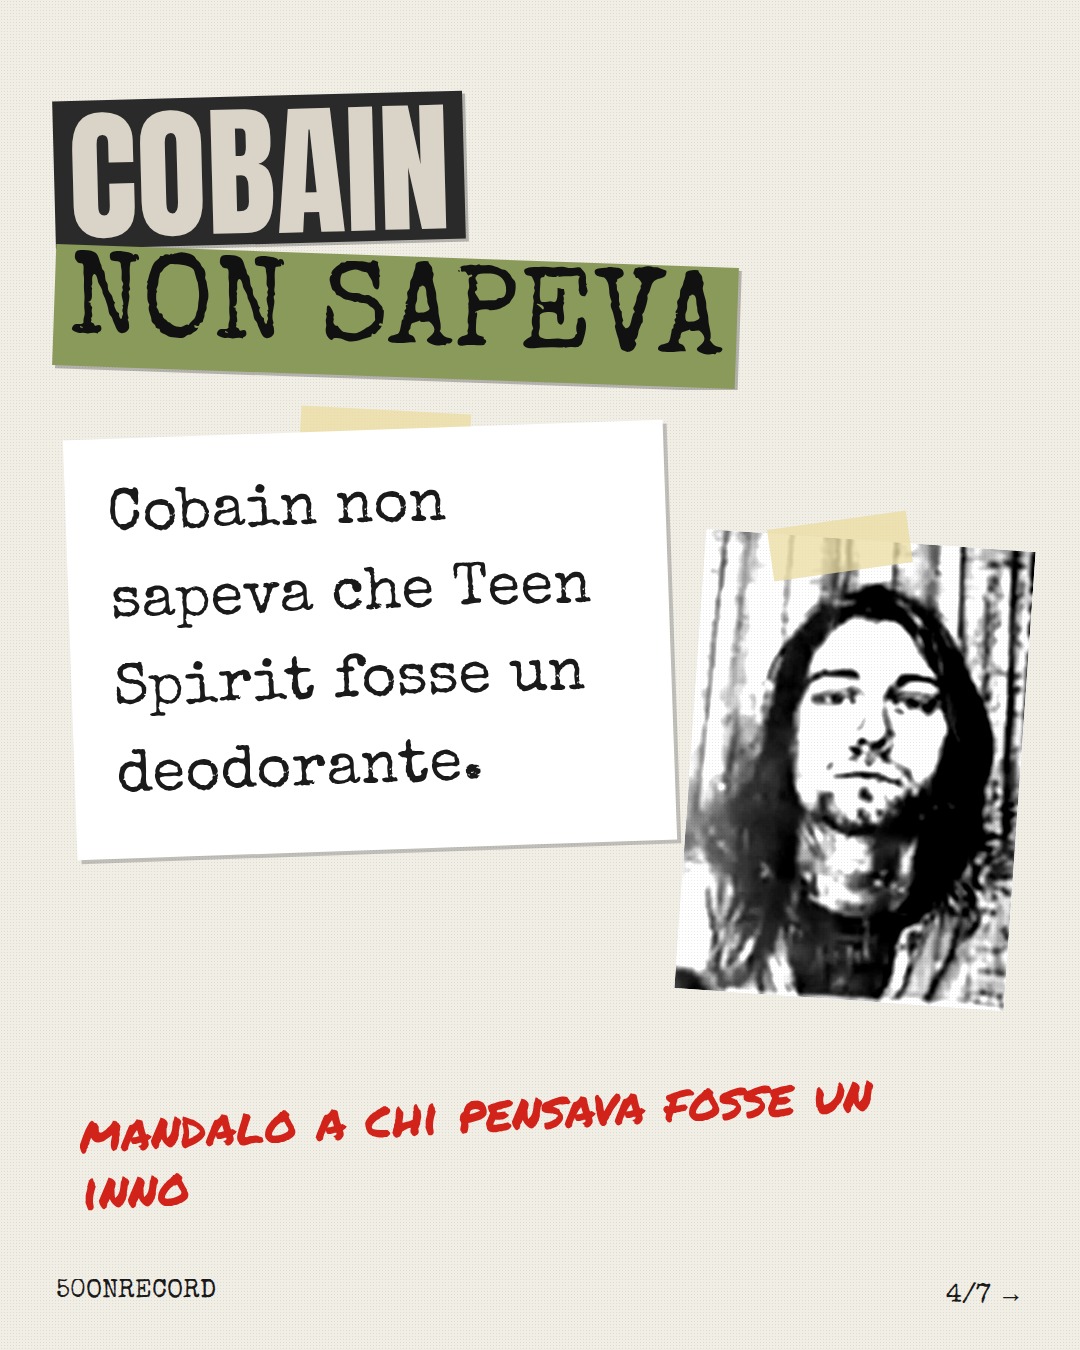 COBAIN
NON SAPEVA
Cobain non
sapeva che Teen
Spirit fosse un
deodorante.
MANDALO A CHI PENSAVA FOSSE UN
INNO
50ONRECORD
4/7 →